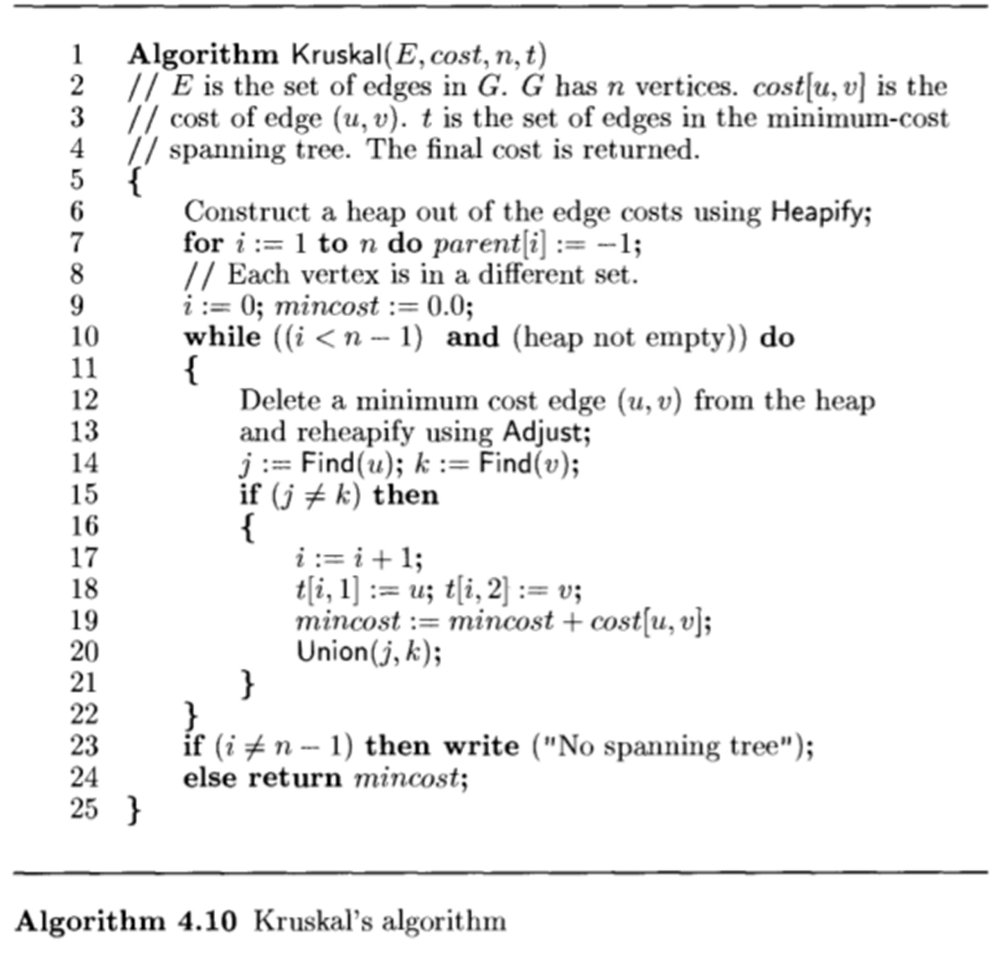 1 Algorithm Kruskal(E, cost, n, t)
2 // E is the set of edges in G. G has n vertices. cost[u, v] is the
3 // cost of edge (u, v). t is the set of edges in the minimum-cost
4 // spanning tree. The final cost is returned.
5 {
6 Construct a heap out of the edge costs using Heapify;
7 for i := 1 to n do parent[i] := −1;
8 // Each vertex is in a different set.
9 i := 0; mincost := 0.0;
10 while ((i < n − 1) and (heap not empty)) do
11 {
12 Delete a minimum cost edge (u, v) from the heap
13 and reheapify using Adjust;
14 j := Find(u); k := Find(v);
15 if (j ≠ k) then
16 {
17 i := i + 1;
18 t[i, 1] := u; t[i, 2] := v;
19 mincost := mincost + cost[u, v];
20 Union(j, k);
21 }
22 }
23 if (i ≠ n − 1) then write ("No spanning tree");
24 else return mincost;
25 }
Algorithm 4.10 Kruskal's algorithm